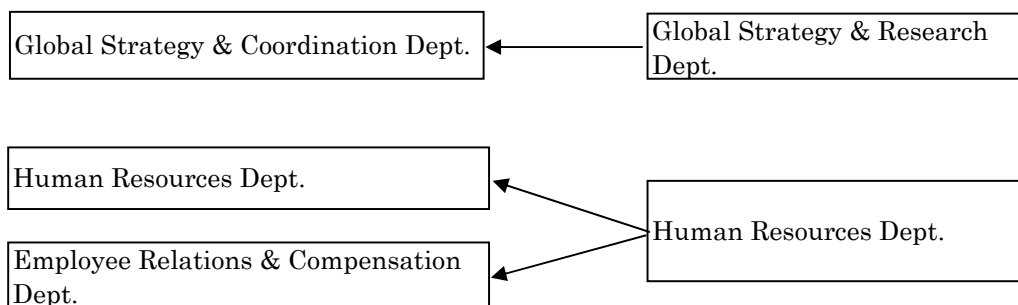 Global Strategy & Coordination Dept.
Global Strategy & Research
Dept.
Human Resources Dept.
Human Resources Dept.
Employee Relations & Compensation
Dept.